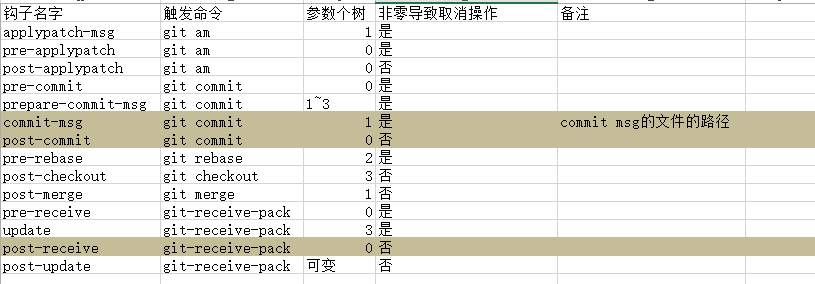 钩子名字 触发命令 参数个树 非零导致取消操作 备注
applypatch-msg git am 1 是
pre-applypatch git am 0 是
post-applypatch git am 0 否
pre-commit git commit 0 是
prepare-commit-msg git commit 1~3 是
commit-msg git commit 1 是 commit msg的文件的路径
post-commit git commit 0 否
pre-rebase git rebase 2 是
post-checkout git checkout 3 否
post-merge git merge 1 否
pre-receive git-receive-pack 0 是
update git-receive-pack 3 是
post-receive git-receive-pack 0 否
post-update git-receive-pack 可变 否